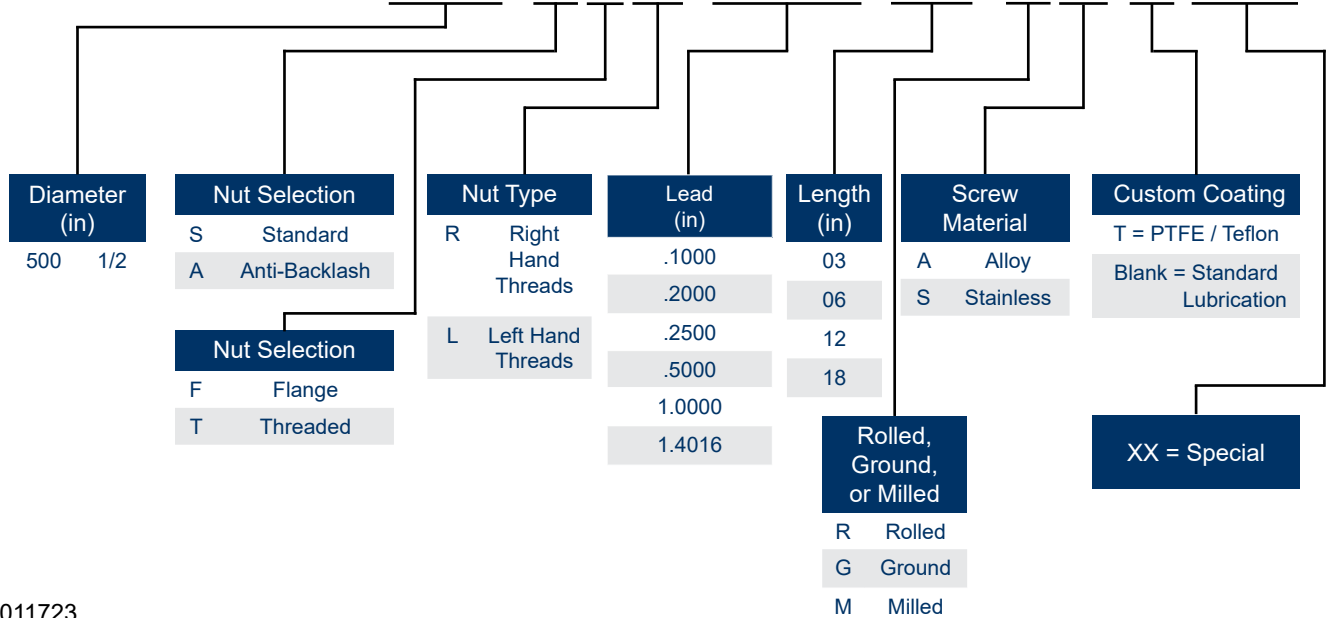 Diameter
(in)
500 1/2
Nut Selection
S Standard
A Anti-Backlash
Nut Selection
F Flange
T Threaded
Nut Type
R Right
Hand
Threads
L Left Hand
Threads
Lead
(in)
.1000
.2000
.2500
.5000
1.0000
1.4016
Length
(in)
03
06
12
18
Rolled,
Ground,
or Milled
R Rolled
G Ground
M Milled
Screw
Material
A Alloy
S Stainless
Custom Coating
T = PTFE / Teflon
Blank = Standard
Lubrication
XX = Special
011723